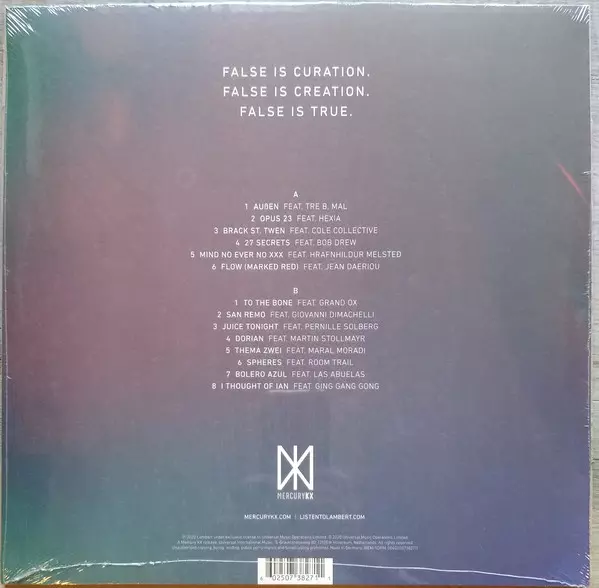 FALSE IS CURATION.
FALSE IS CREATION.
FALSE IS TRUE.
A
1 AUẞEN FEAT. TRE B. MAL
2 OPUS 23 FEAT. HEXIA
3 BRACK ST. TWEN FEAT. COLE COLLECTIVE
4 27 SECRETS FEAT. BOB DREW
5 MIND NO EVER NO XXX FEAT. HRAFNHILDUR MELSTED
6 FLOW (MARKED RED) FEAT. JEAN DAERIOU
B
1 TO THE BONE FEAT. GRAND OX
2 SAN REMO FEAT. GIOVANNI DIMACHELLI
3 JUICE TONIGHT FEAT. PERNILLE SOLBERG
4 DORIAN FEAT. MARTIN STOLLMAYR
5 THEMA ZWEI FEAT. MARAL MORADI
6 SPHERES FEAT. ROOM TRAIL
7 BOLERO AZUL FEAT. LAS ABUELAS
8 I THOUGHT OF IAN FEAT. GING GANG GONG
MERCURYKX
MERCURYKX.COM | LISTENTOLAMBERT.COM
6 02507 38271 1